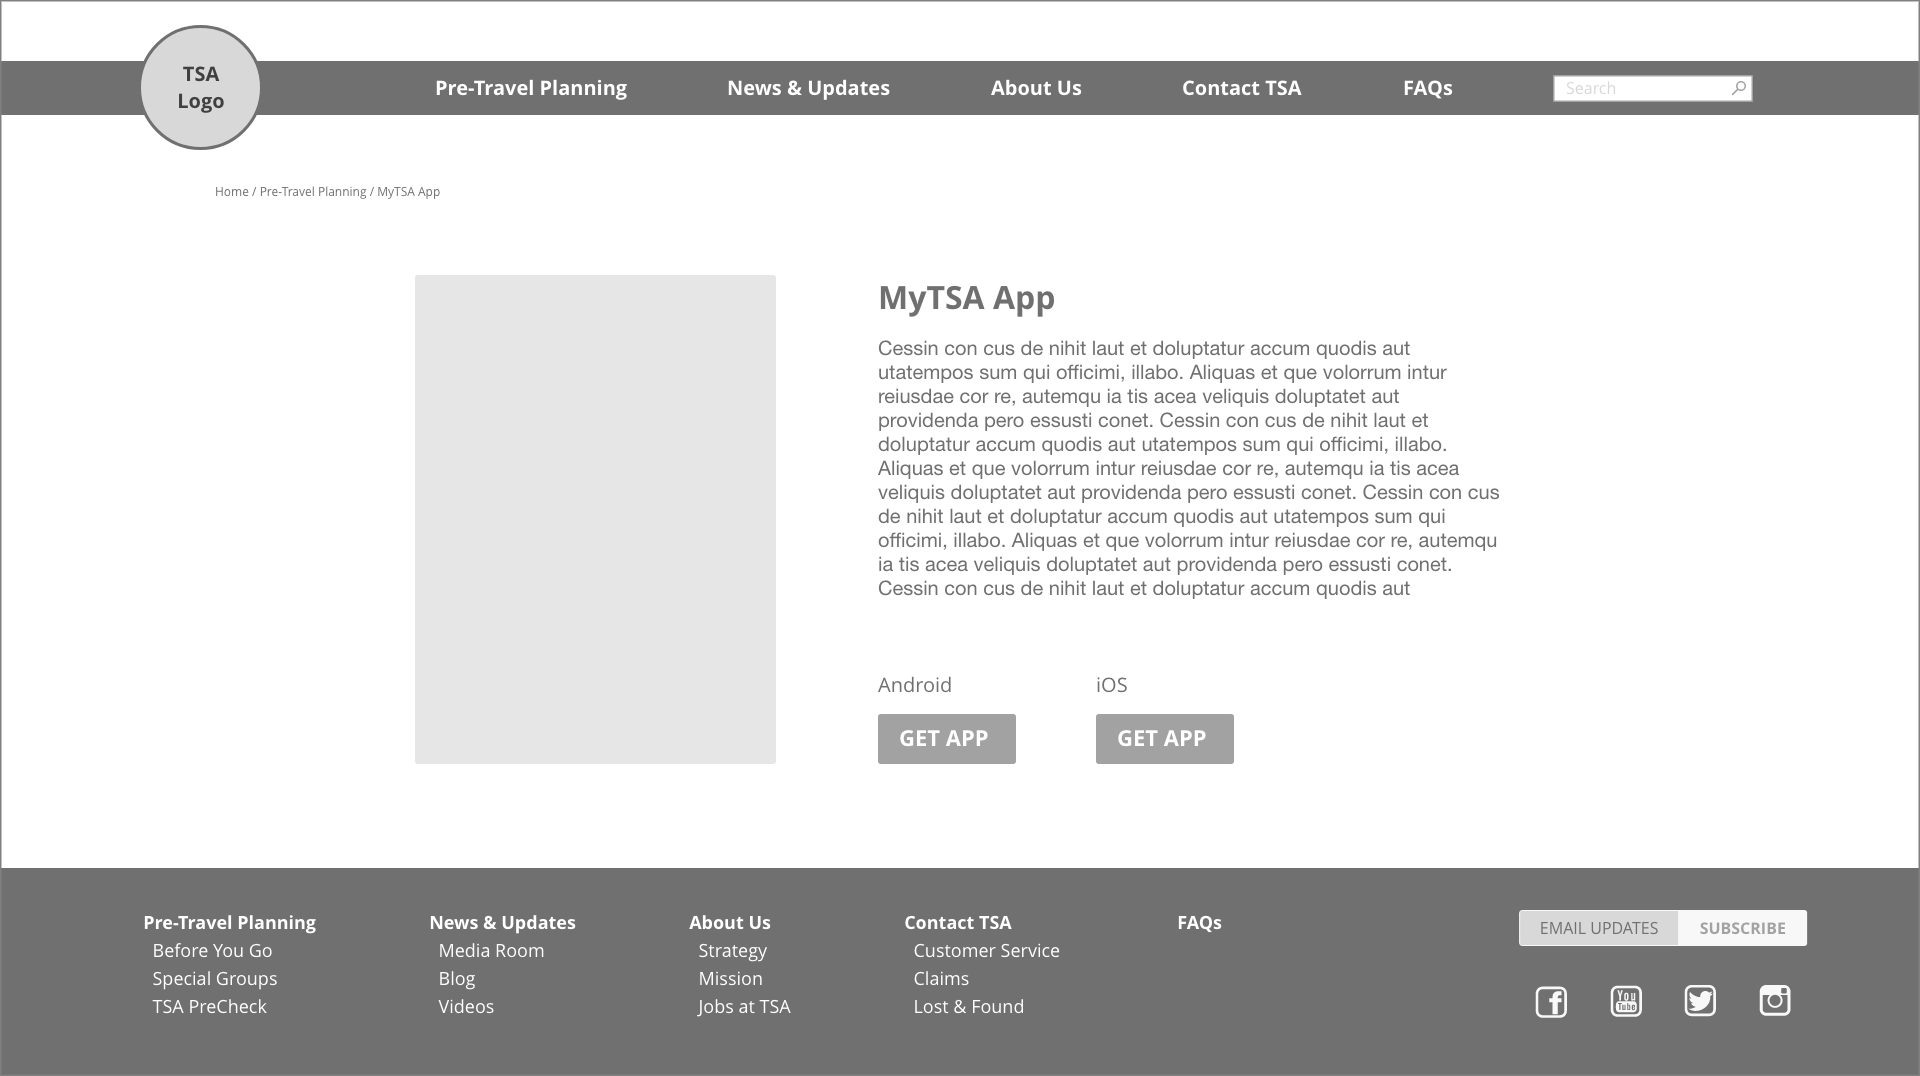 TSA
Logo
Pre-Travel Planning
News & Updates
About Us
Contact TSA
FAQs
Search
Home / Pre-Travel Planning / MyTSA App
MyTSA App
Cessin con cus de nihit laut et doluptatur accum quodis aut
utatempos sum qui officimi, illabo. Aliquas et que volorrum intur
reiusdae cor re, autemqu ia tis acea veliquis doluptatet aut
providenda pero essusti conet. Cessin con cus de nihit laut et
doluptatur accum quodis aut utatempos sum qui officimi, illabo.
Aliquas et que volorrum intur reiusdae cor re, autemqu ia tis acea
veliquis doluptatet aut providenda pero essusti conet. Cessin con cus
de nihit laut et doluptatur accum quodis aut utatempos sum qui
officimi, illabo. Aliquas et que volorrum intur reiusdae cor re, autemqu
ia tis acea veliquis doluptatet aut providenda pero essusti conet.
Cessin con cus de nihit laut et doluptatur accum quodis aut
Android
GET APP
iOS
GET APP
Pre-Travel Planning
Before You Go
Special Groups
TSA PreCheck
News & Updates
Media Room
Blog
Videos
About Us
Strategy
Mission
Jobs at TSA
Contact TSA
Customer Service
Claims
Lost & Found
FAQs
EMAIL UPDATES
SUBSCRIBE
You
Tube